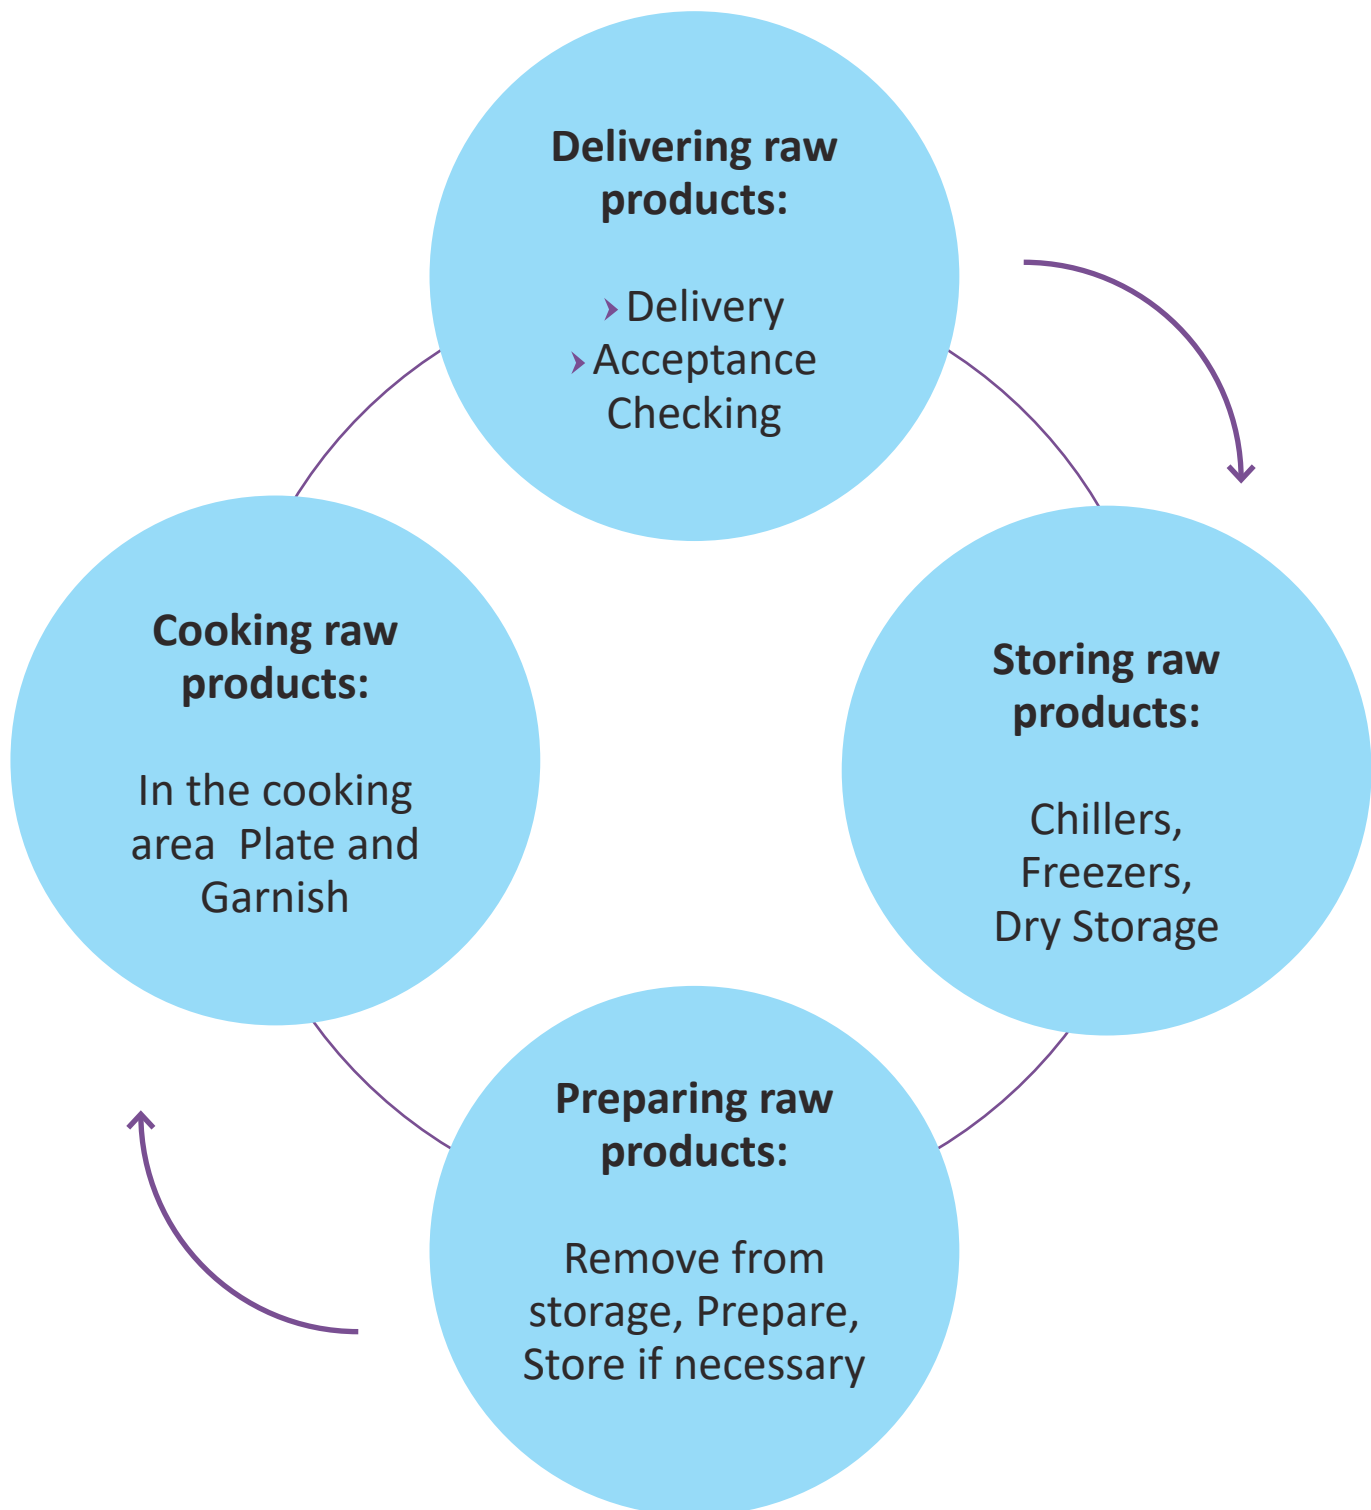 Delivering raw
products:
› Delivery
› Acceptance
Checking
Storing raw
products:
Chillers,
Freezers,
Dry Storage
Preparing raw
products:
Remove from
storage, Prepare,
Store if necessary
Cooking raw
products:
In the cooking
area  Plate and
Garnish